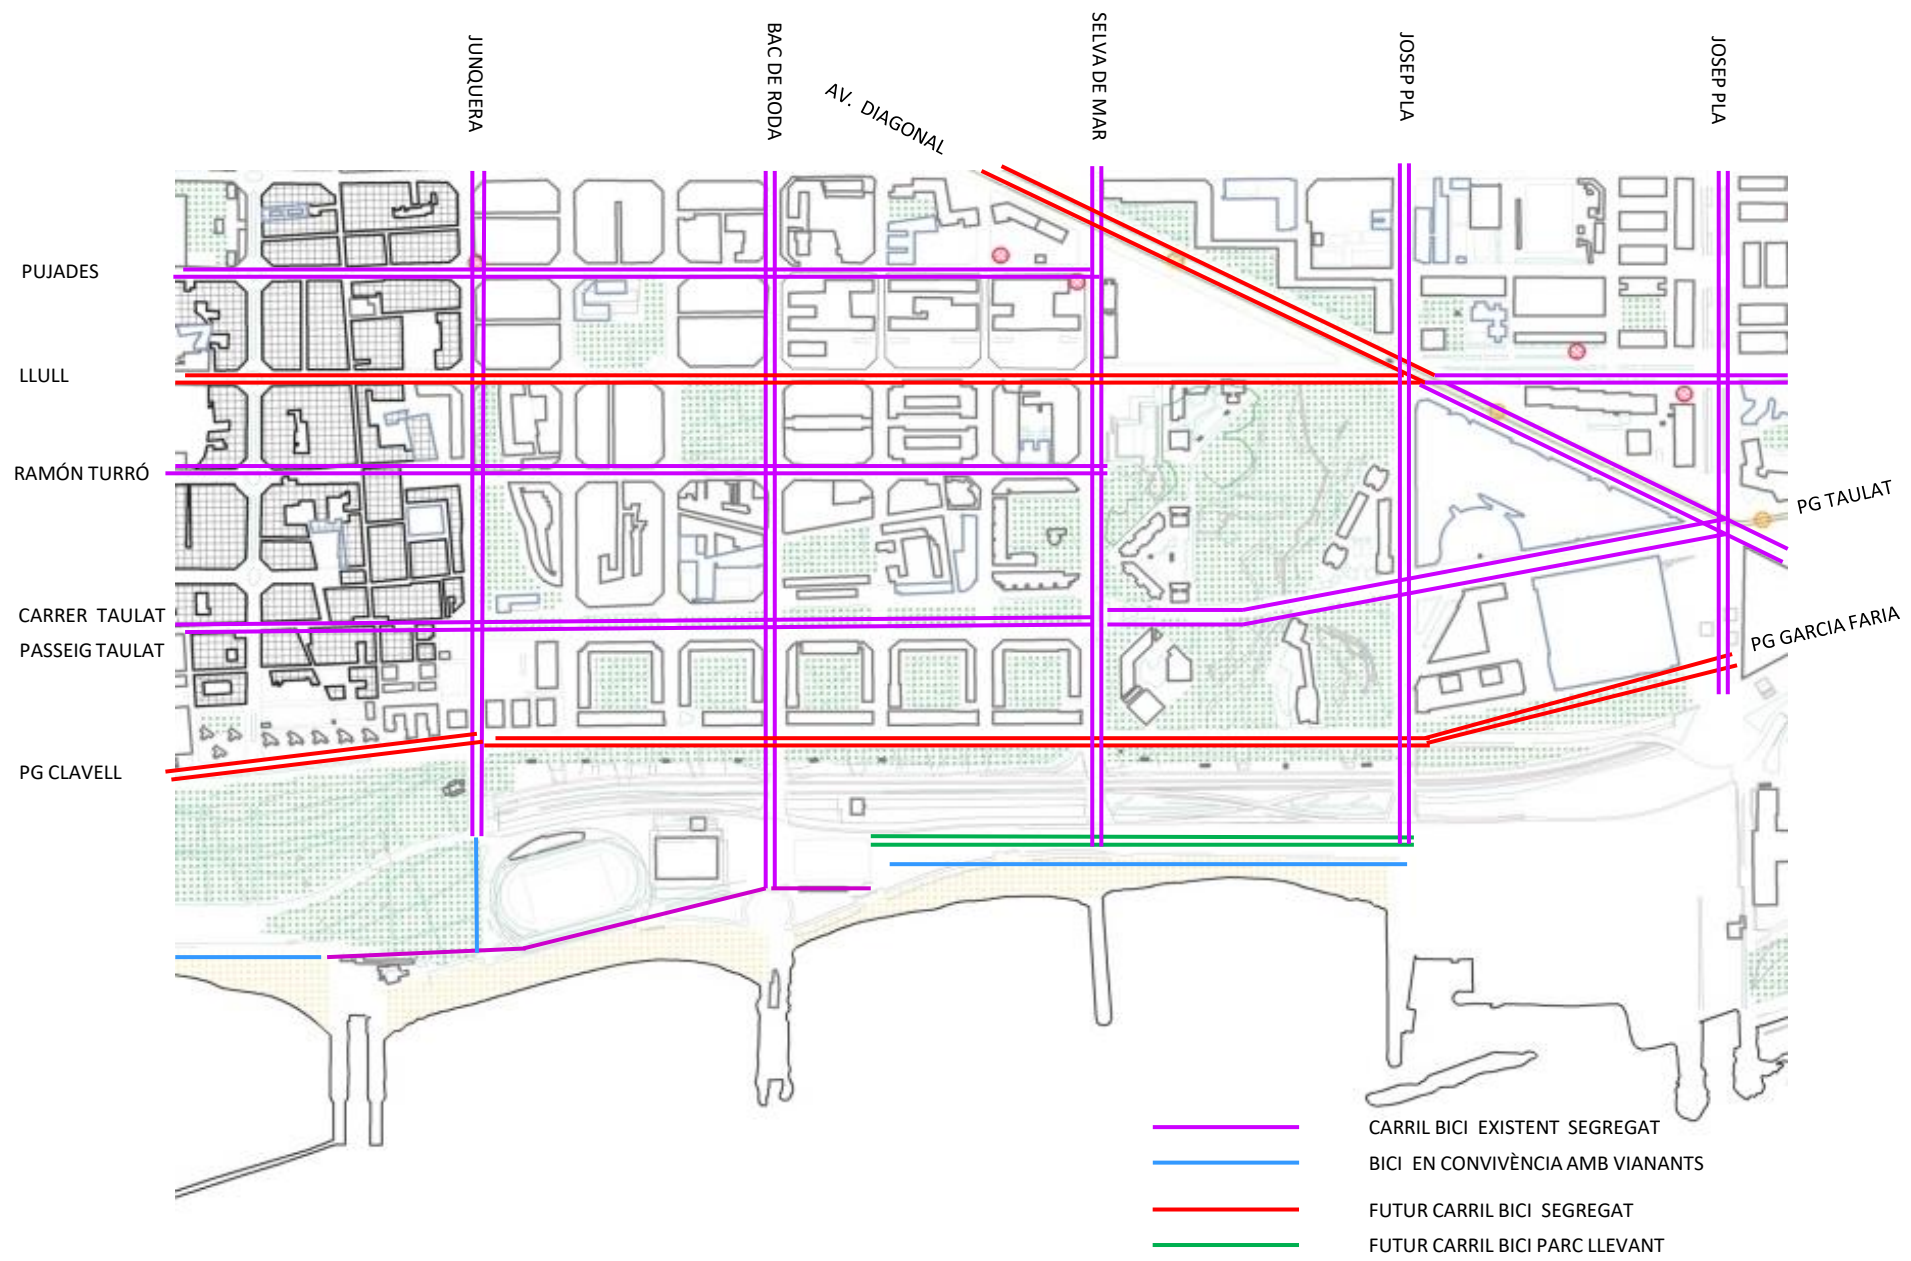 JUNQUERA
BAC DE RODA
AV. DIAGONAL
SELVA DE MAR
JOSEP PLA
JOSEP PLA
PUJADES
LLULL
RAMÓN TURRÓ
CARRER TAULAT
PASSEIG TAULAT
PG CLAVELL
PG TAULAT
PG GARCIA FARIA
CARRIL BICI EXISTENT SEGREGAT
BICI EN CONVIVÈNCIA AMB VIANANTS
FUTUR CARRIL BICI SEGREGAT
FUTUR CARRIL BICI PARC LLEVANT